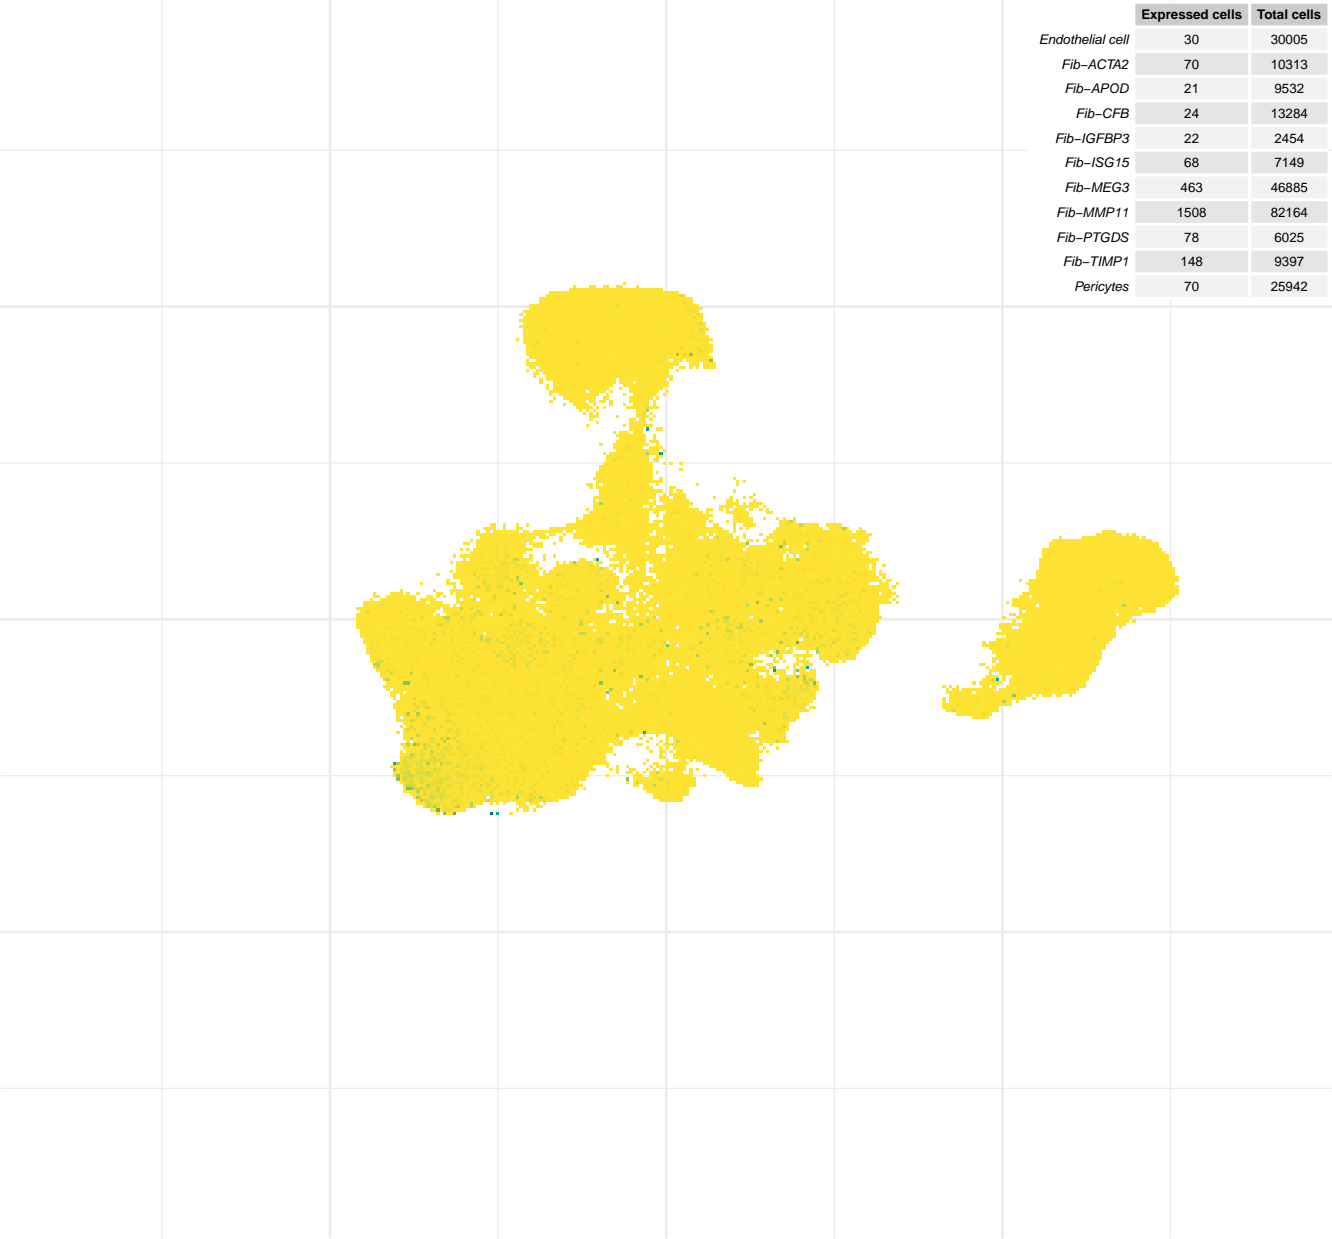 Expressed cells Total cells
Endothelial cell 30 30005
Fib−ACTA2 70 10313
Fib−APOD 21 9532
Fib−CFB 24 13284
Fib−IGFBP3 22 2454
Fib−ISG15 68 7149
Fib−MEG3 463 46885
Fib−MMP11 1508 82164
Fib−PTGDS 78 6025
Fib−TIMP1 148 9397
Pericytes 70 25942